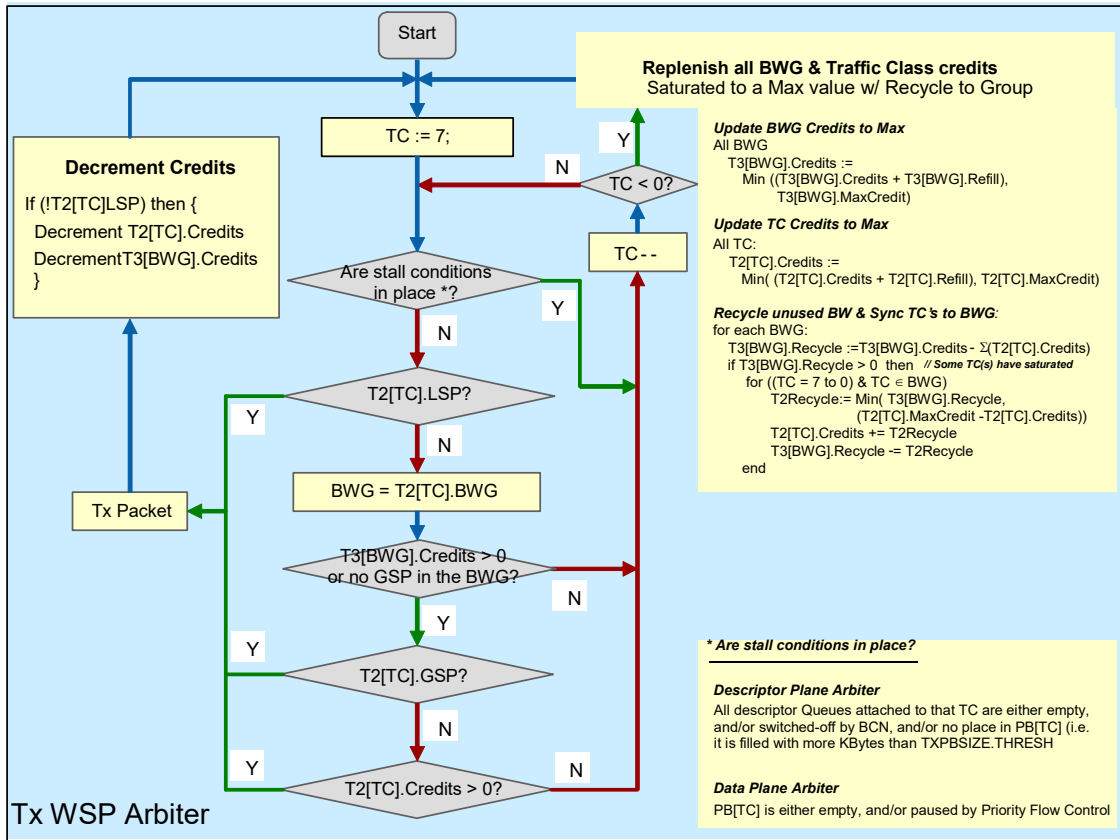 Start
Replenish all BWG & Traffic Class credits
Saturated to a Max value w/ Recycle to Group
TC := 7;
Y
N
TC < 0?
TC - -
Decrement Credits
If (!T2[TC]LSP) then {
Decrement T2[TC].Credits
DecrementT3[BWG].Credits
}
Update BWG Credits to Max
All BWG
T3[BWG].Credits :=
Min ((T3[BWG].Credits + T3[BWG].Refill),
T3[BWG].MaxCredit)
Update TC Credits to Max
All TC:
T2[TC].Credits :=
Min( (T2[TC].Credits + T2[TC].Refill), T2[TC].MaxCredit)
Recycle unused BW & Sync TC's to BWG:
for each BWG:
T3[BWG].Recycle :=T3[BWG].Credits - Σ(T2[TC].Credits)
if T3[BWG].Recycle > 0 then // Some TC(s) have saturated
for ((TC = 7 to 0) & TC ∈ BWG)
T2Recycle:= Min( T3[BWG].Recycle,
(T2[TC].MaxCredit -T2[TC].Credits))
T2[TC].Credits += T2Recycle
T3[BWG].Recycle -= T2Recycle
end
Are stall conditions
in place *?
Y
N
T2[TC].LSP?
Y
N
BWG = T2[TC].BWG
Tx Packet
T3[BWG].Credits > 0
or no GSP in the BWG?
N
Y
Y
T2[TC].GSP?
N
Y
T2[TC].Credits > 0?
N
* Are stall conditions in place?
Descriptor Plane Arbiter
All descriptor Queues attached to that TC are either empty,
and/or switched-off by BCN, and/or no place in PB[TC] (i.e.
it is filled with more KBytes than TXPBSIZE.THRESH
Data Plane Arbiter
PB[TC] is either empty, and/or paused by Priority Flow Control
Tx WSP Arbiter